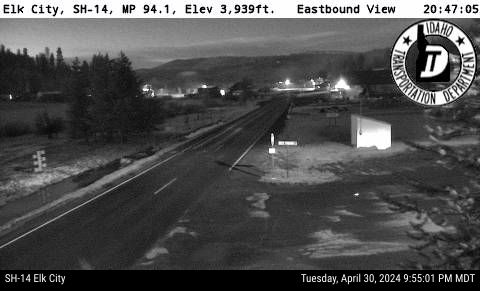 Elk City, SH-14, MP 94.1, Elev 3,939ft. Eastbound View 20:47:05
IDAHO
TRANSPORTATION DEPARTMENT
SH-14 Elk City
Tuesday, April 30, 2024 9:55:01 PM MDT